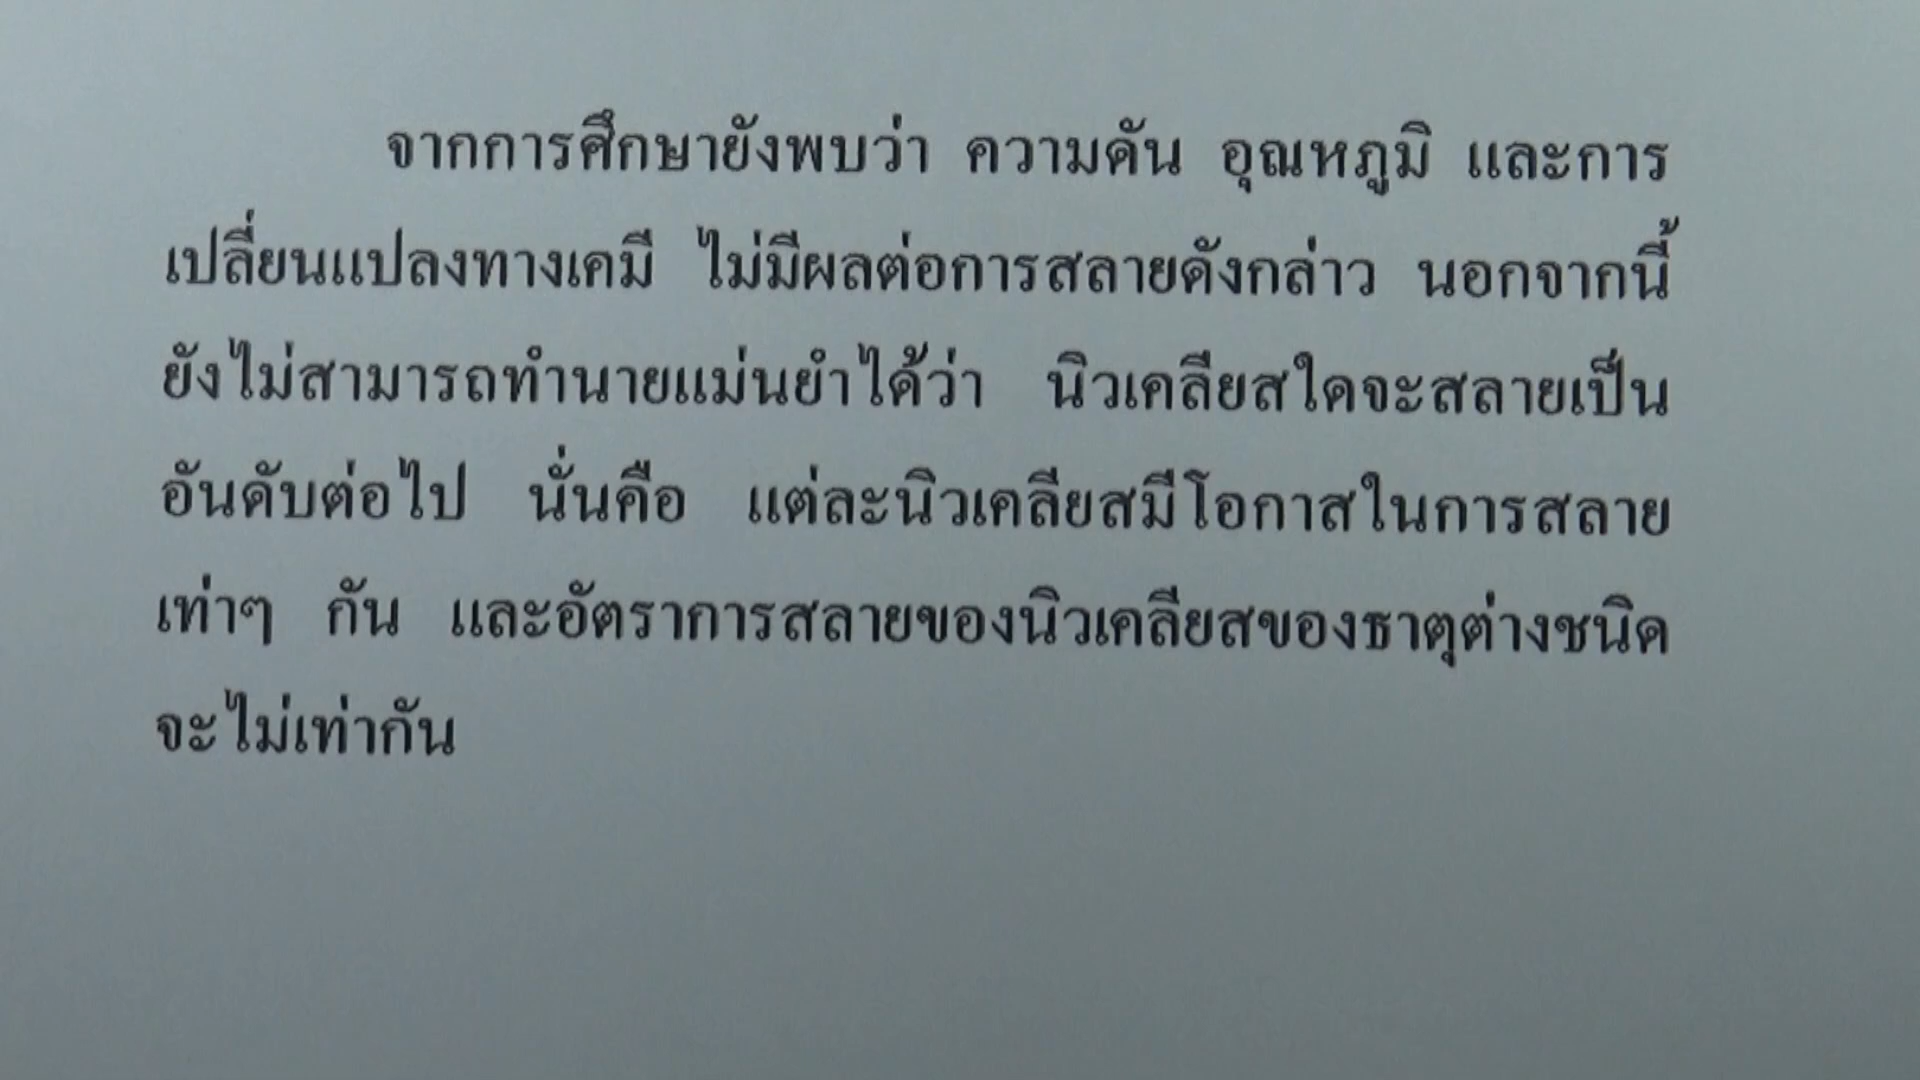 จากการศึกษายังพบว่า ความดัน อุณหภูมิ และการ
เปลี่ยนแปลงทางเคมี ไม่มีผลต่อการสลายดังกล่าว นอกจากนี้
ยังไม่สามารถทำนายแม่นยำได้ว่า นิวเคลียสใดจะสลายเป็น
อันดับต่อไป นั่นคือ แต่ละนิวเคลียสมีโอกาสในการสลาย
เท่าๆ กัน และอัตราการสลายของนิวเคลียสของธาตุต่างชนิด
จะไม่เท่ากัน